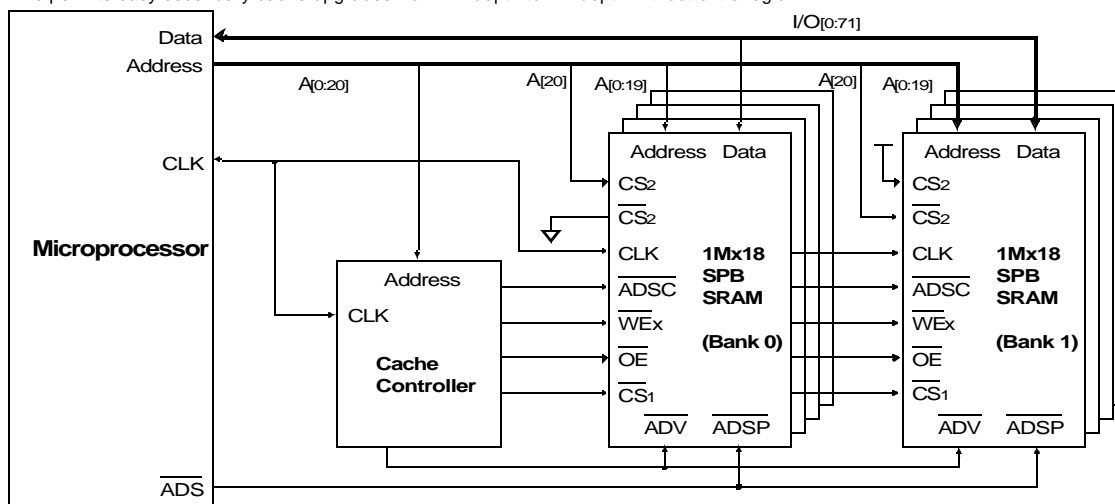 I/O[0:71]
Data
Address
A[0:20]
A[20]
A[0:19]
A[20]
A[0:19]
CLK
Microprocessor
ADS
Address
CLK
Cache
Controller
Address Data
CS2
CS2
CLK
ADSC
WEx
OE
CS1
ADV ADSP
1Mx18
SPB
SRAM
(Bank 0)
Address Data
CS2
CS2
CLK
ADSC
WEx
OE
CS1
ADV ADSP
1Mx18
SPB
SRAM
(Bank 1)